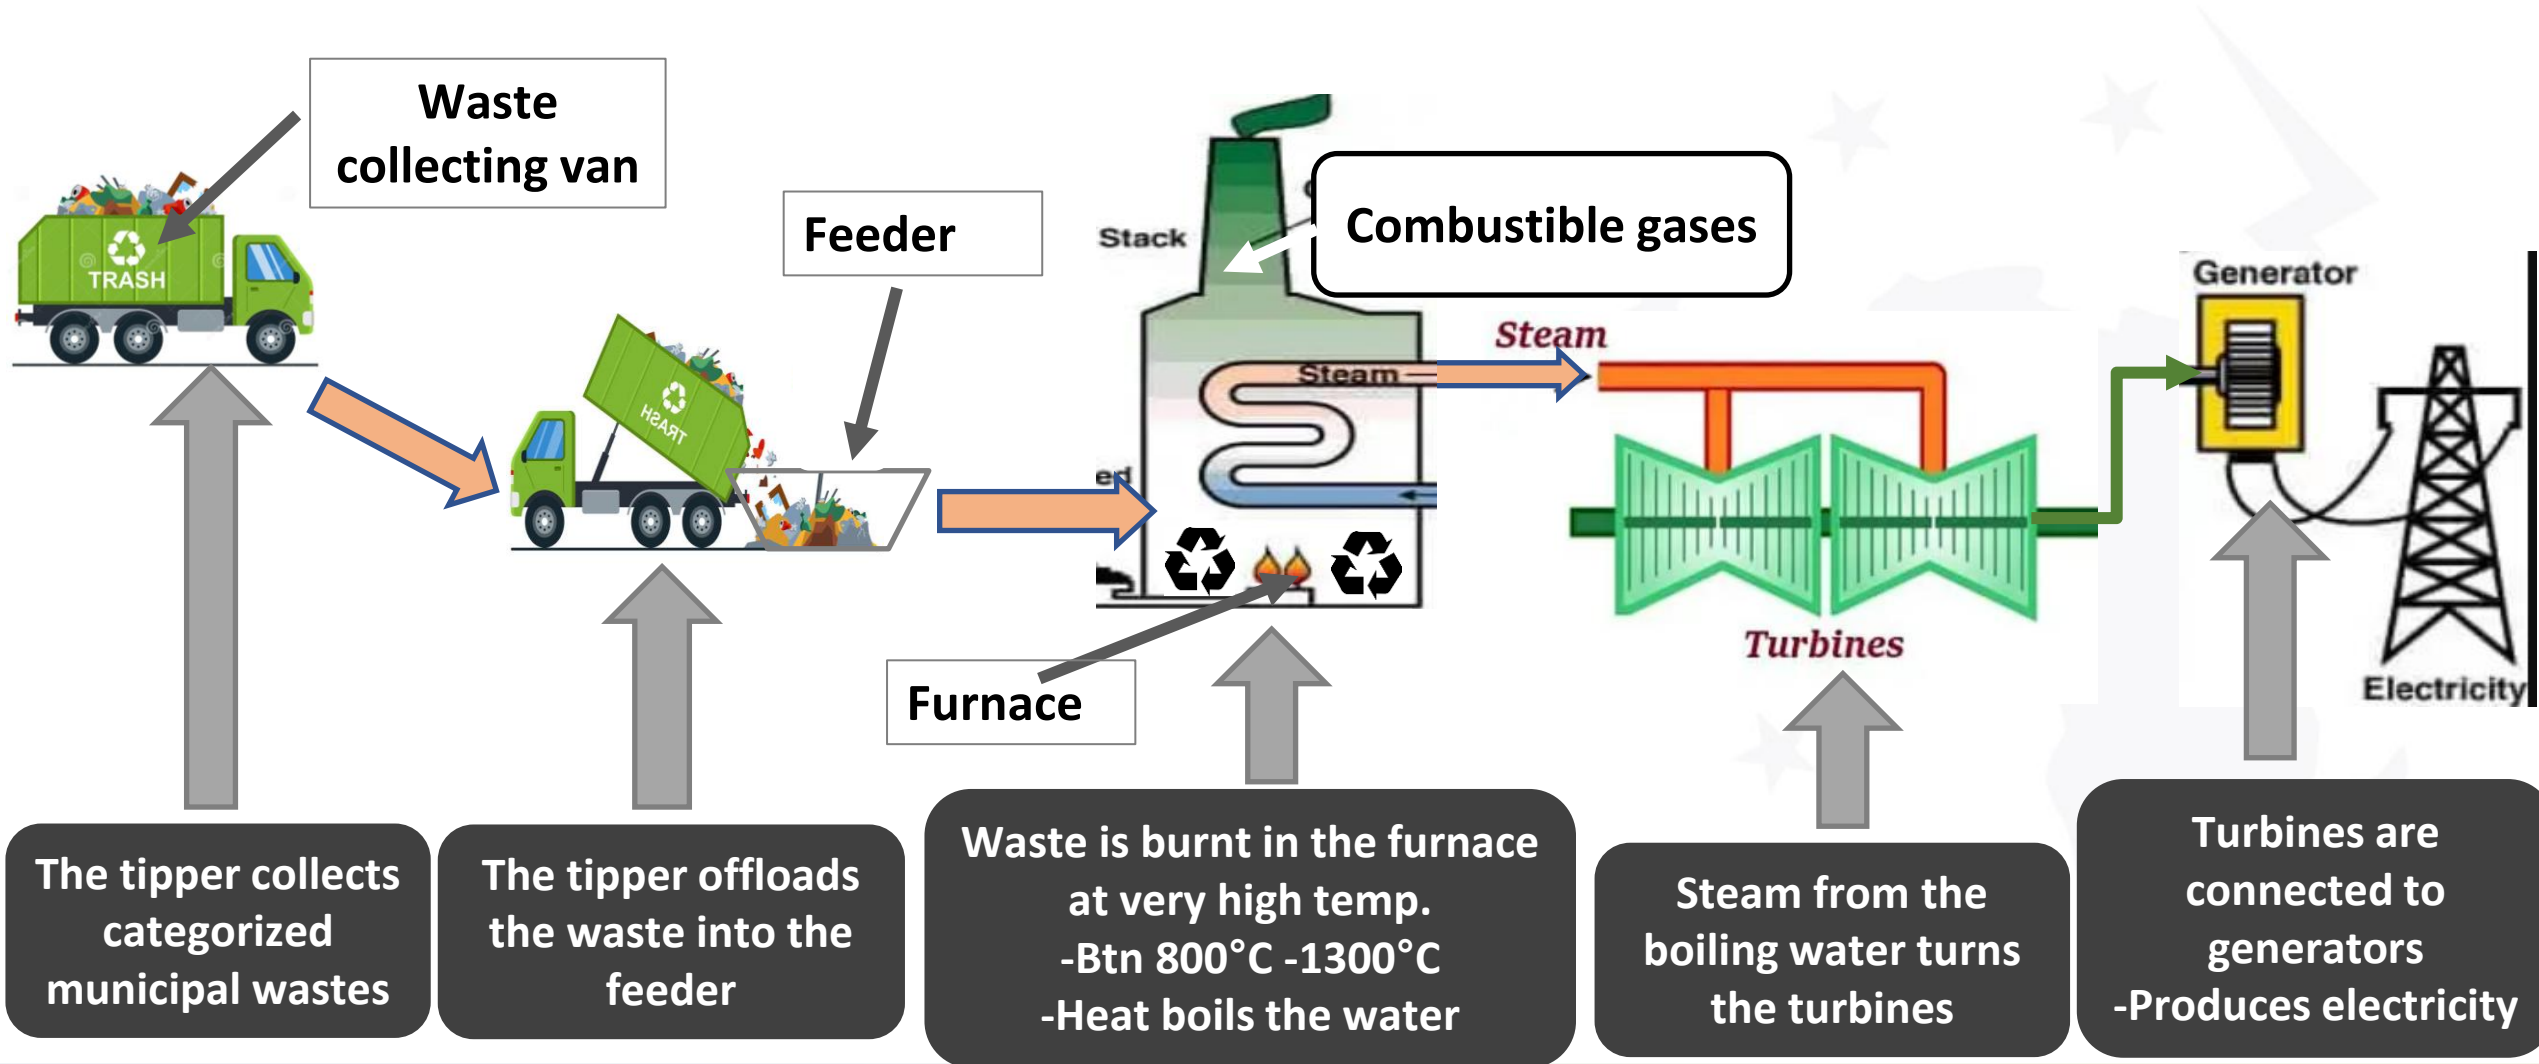 Waste
collecting van
TRASH
Feeder
TRASH
Stack
Combustible gases
Steam
Steam
Generator
Turbines
Electricity
Furnace
The tipper collects
categorized
municipal wastes
The tipper offloads
the waste into the
feeder
Waste is burnt in the furnace
at very high temp.
-Btn 800°C -1300°C
-Heat boils the water
Steam from the
boiling water turns
the turbines
Turbines are
connected to
generators
-Produces electricity